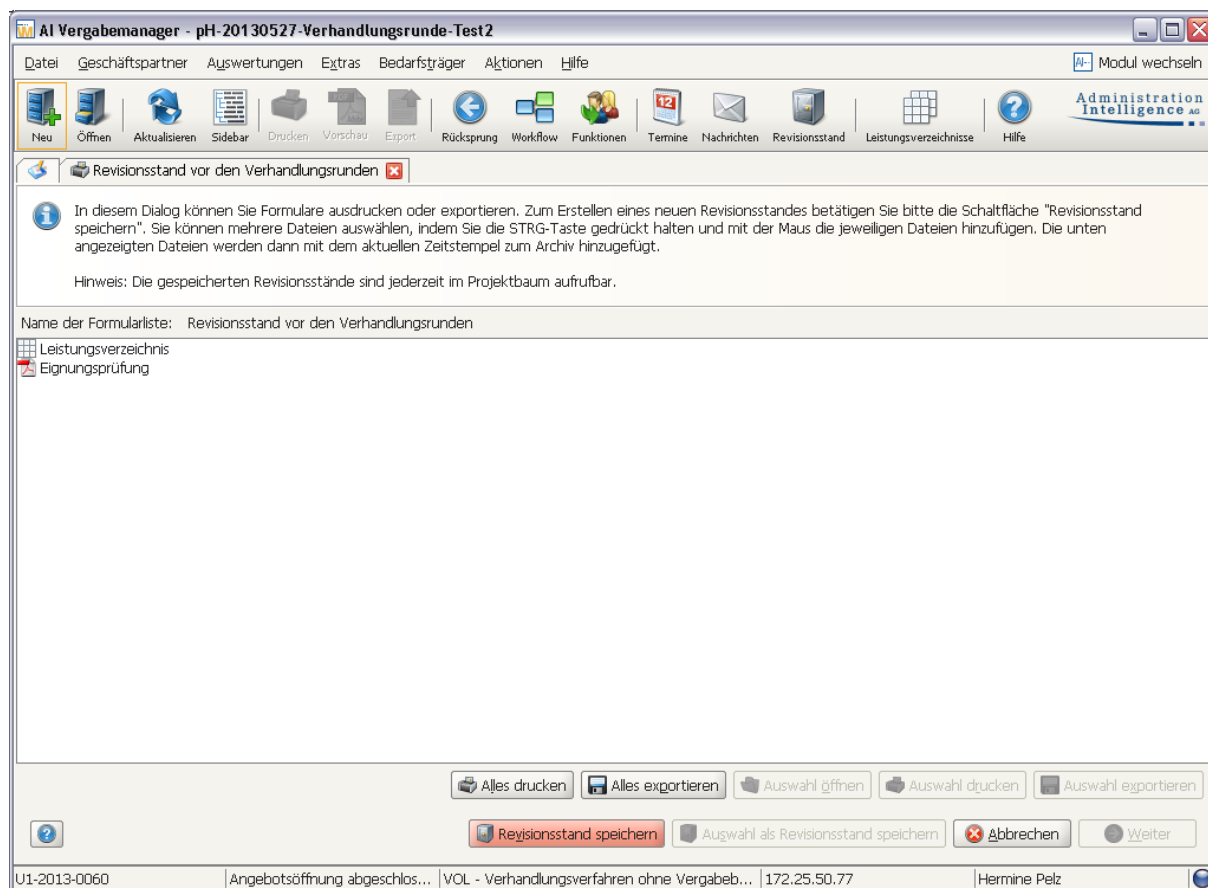 AI Vergabemanager - pH-20130527-Verhandlungsrunde-Test2
Datei Geschäftspartner Auswertungen Extras Bedarfsträger Aktionen Hilfe AI- Modul wechseln
Neu Öffnen Aktualisieren Sidebar Drucken Vorschau Export Rücksprung Workflow Funktionen Termine Nachrichten Revisionsstand Leistungsverzeichnisse Hilfe
Administration
Intelligence AG
Revisionsstand vor den Verhandlungsrunden
In diesem Dialog können Sie Formulare ausdrucken oder exportieren. Zum Erstellen eines neuen Revisionsstandes betätigen Sie bitte die Schaltfläche "Revisionsstand
speichern". Sie können mehrere Dateien auswählen, indem Sie die STRG-Taste gedrückt halten und mit der Maus die jeweiligen Dateien hinzufügen. Die unten
angezeigten Dateien werden dann mit dem aktuellen Zeitstempel zum Archiv hinzugefügt.
Hinweis: Die gespeicherten Revisionsstände sind jederzeit im Projektbaum aufrufbar.
Name der Formularliste: Revisionsstand vor den Verhandlungsrunden
Leistungsverzeichnis
Eignungsprüfung
Alles drucken Alles exportieren Auswahl öffnen Auswahl drucken Auswahl exportieren
Revisionsstand speichern Auswahl als Revisionsstand speichern Abbrechen Weiter
U1-2013-0060 Angebotsöffnung abgeschlos... VOL - Verhandlungsverfahren ohne Vergabeb... 172.25.50.77 Hermine Pelz